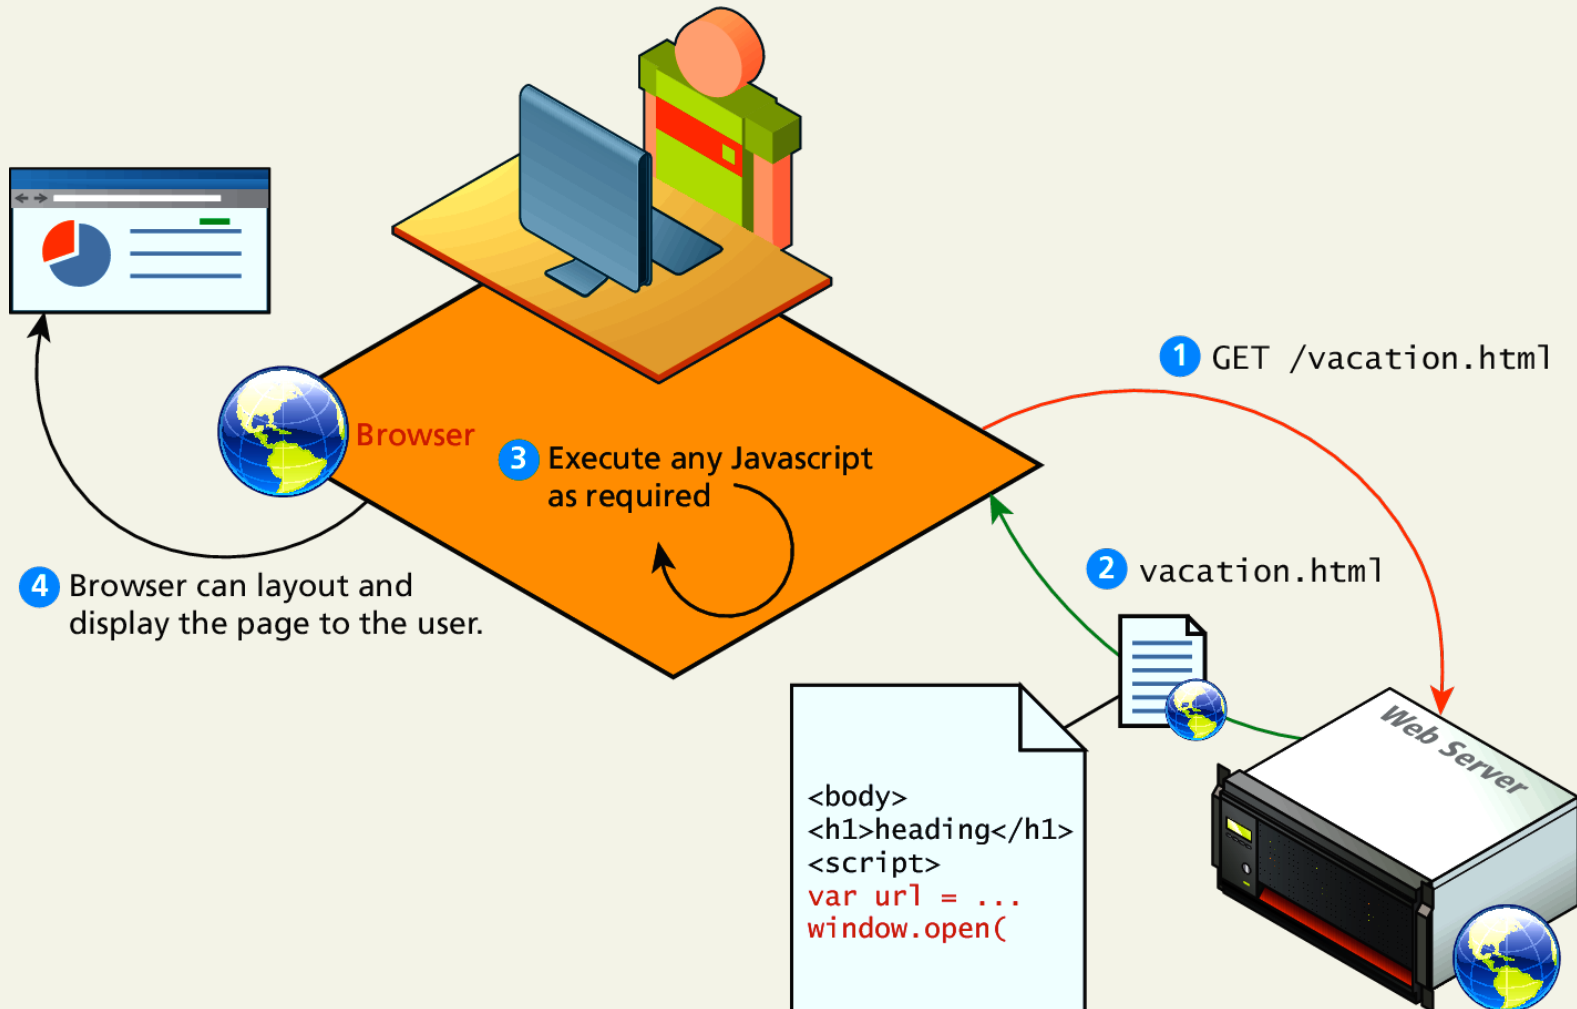 1 GET /vacation.html
Browser
3 Execute any Javascript
as required
2 vacation.html
4 Browser can layout and
display the page to the user.
Web Server
<body>
<h1>heading</h1>
<script>
var url = ...
window.open(